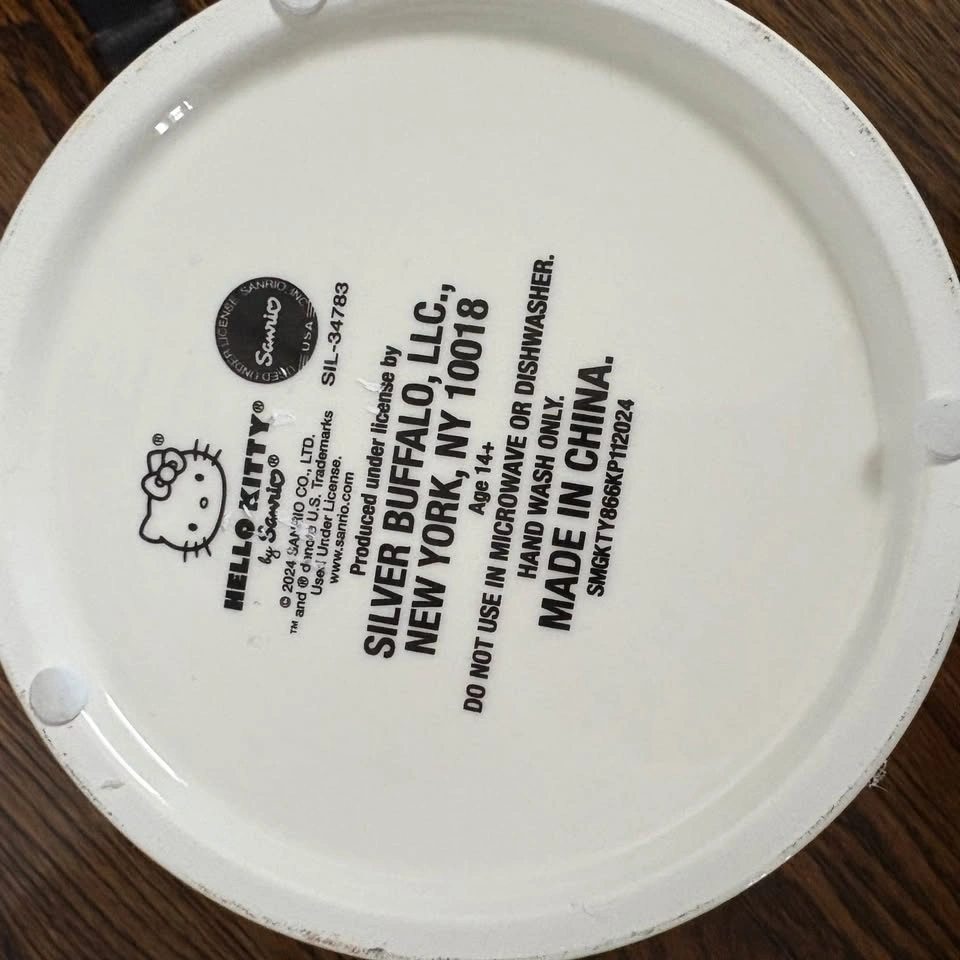 ®
HELLO KITTY®
by Sanrio®
USED UNDER LICENSE SANRIO, INC. USA
Sanrio
SIL-34783
© 2024 SANRIO CO., LTD.
™ and ® denote U.S. Trademarks
Used Under License.
www.sanrio.com
Produced under license by
SILVER BUFFALO, LLC.,
NEW YORK, NY 10018
Age 14+
DO NOT USE IN MICROWAVE OR DISHWASHER.
HAND WASH ONLY.
MADE IN CHINA.
SMGKTY866KP112024